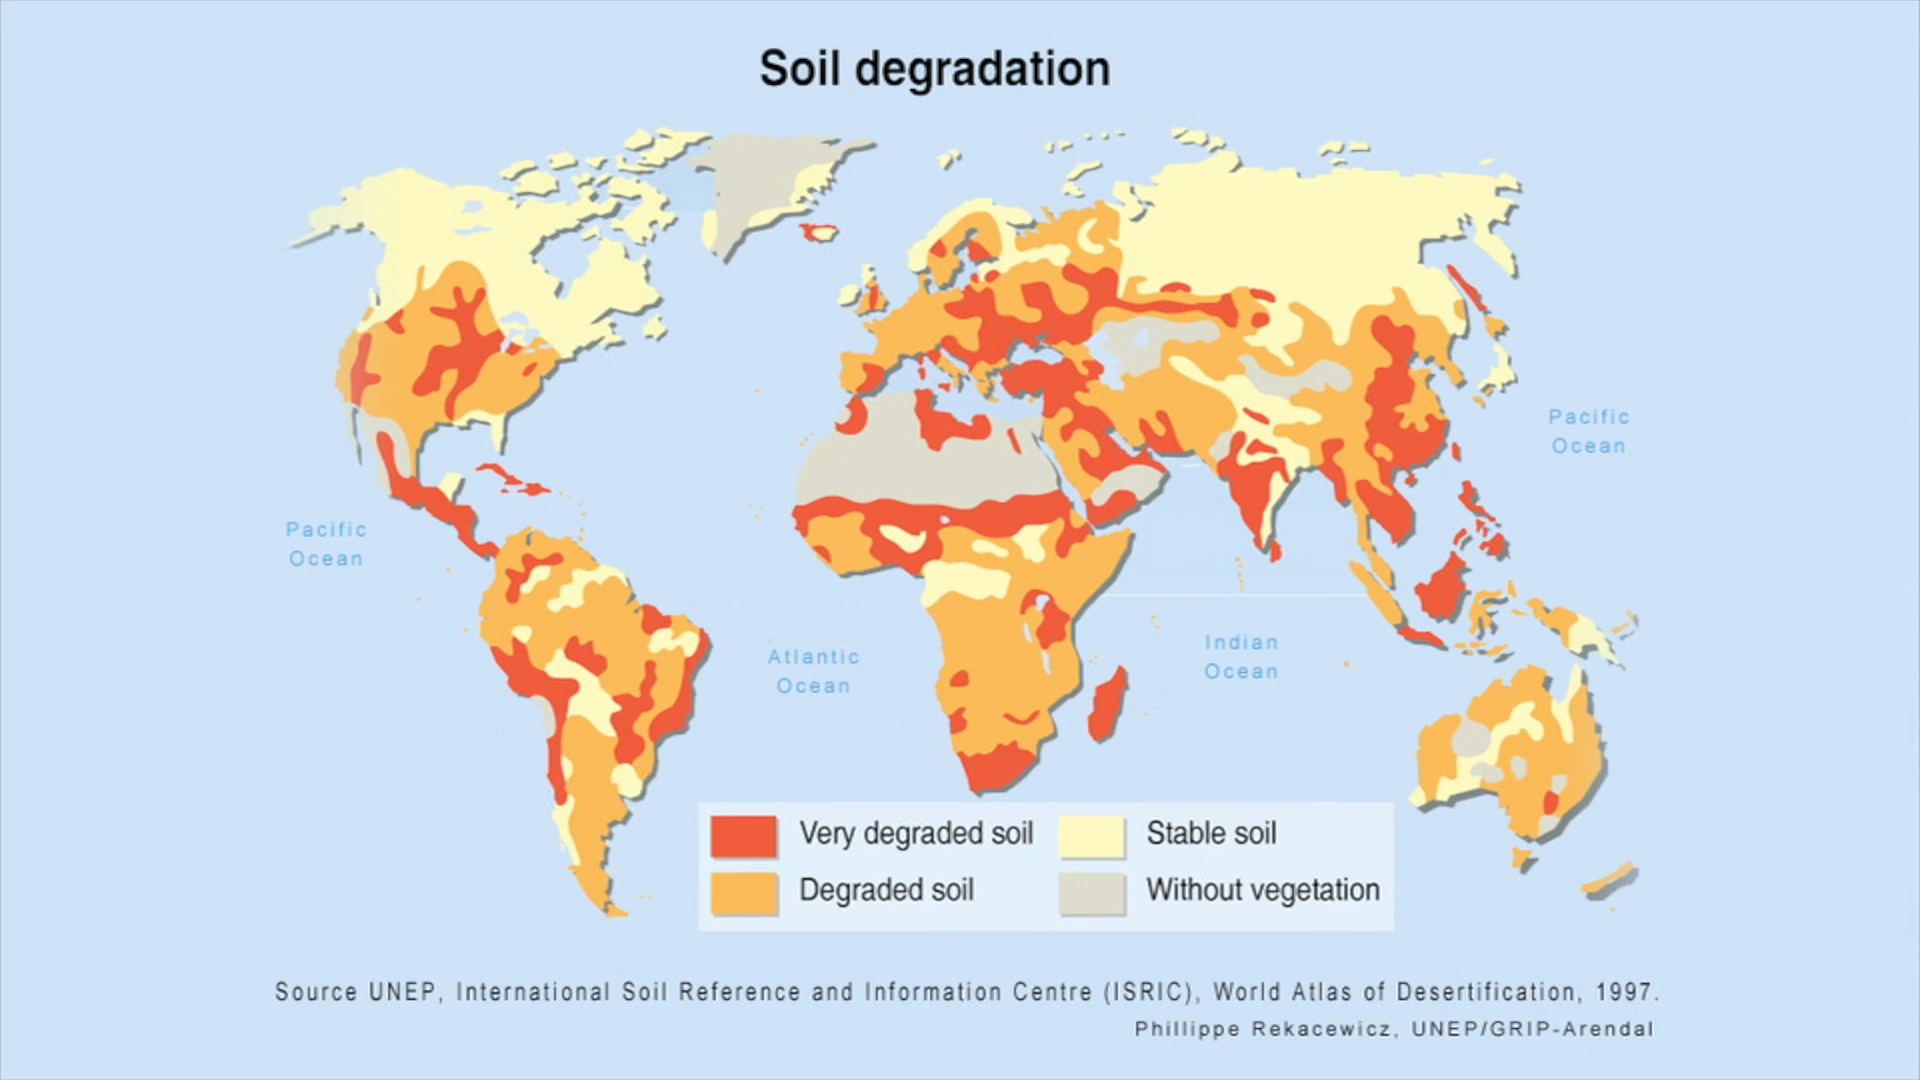 Soil degradation
Pacific
Ocean
Pacific
Ocean
Atlantic
Ocean
Indian
Ocean
Very degraded soil
Stable soil
Degraded soil
Without vegetation
Source UNEP, International Soil Reference and Information Centre (ISRIC), World Atlas of Desertification, 1997.
Phillippe Rekacewicz, UNEP/GRIP-Arendal